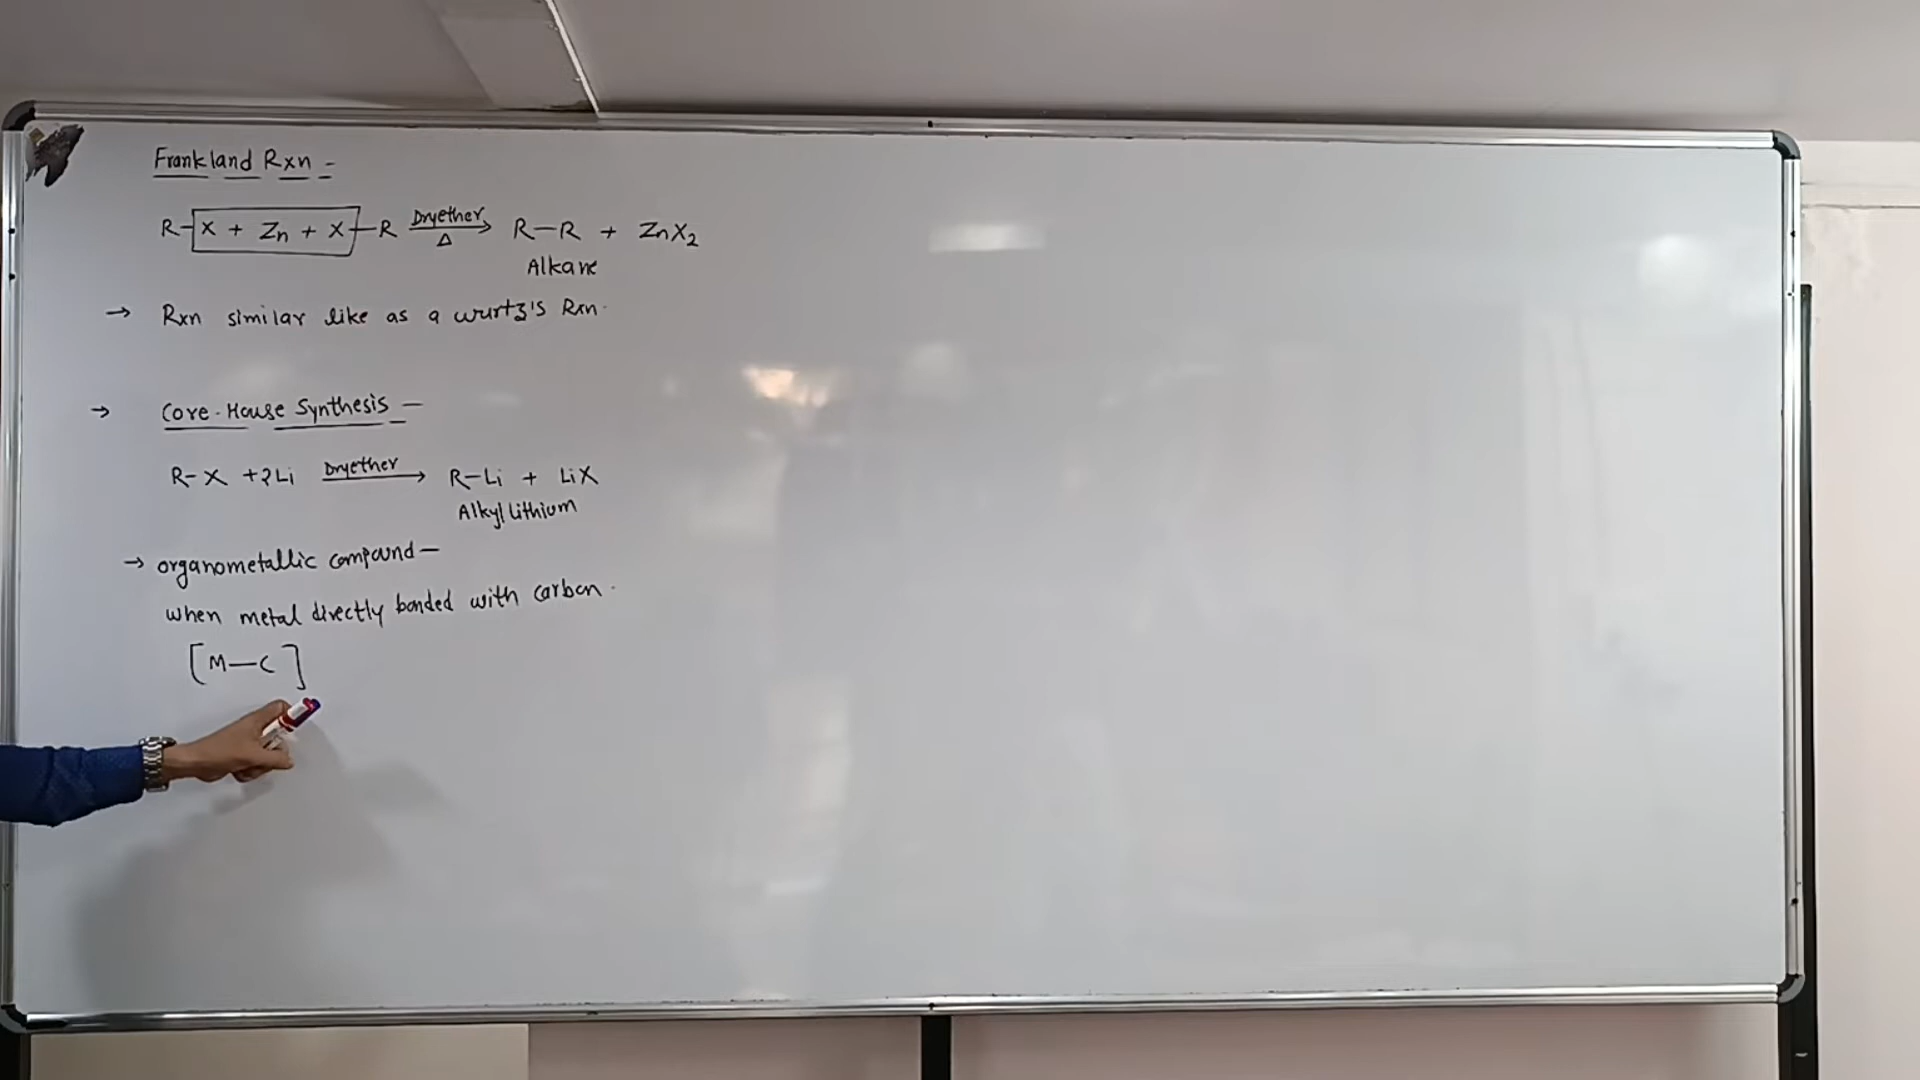 Frankland Rxn -
R-X + Zn + X-R Dryether Δ → R-R + ZnX₂
Alkane
→ Rxn similar like as a wurtz's Rxn.
→ Core-House Synthesis -
R-X + 2Li Dryether → R-Li + LiX
Alkyl Lithium
→ organometallic compound -
when metal directly bonded with carbon.
[M-C]